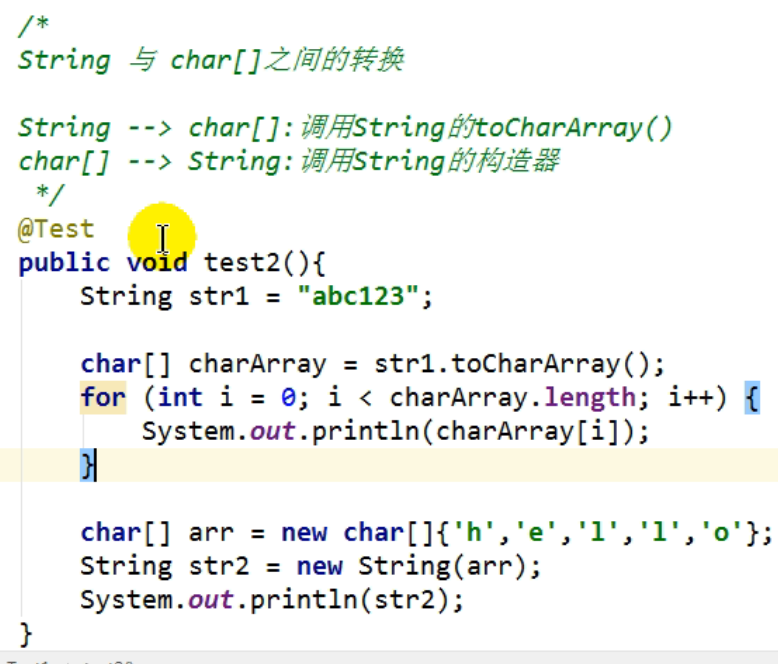 /*
String 与 char[]之间的转换
String --> char[]:调用String的toCharArray()
char[] --> String:调用String的构造器
*/
@Test
public void test2(){
String str1 = "abc123";
char[] charArray = str1.toCharArray();
for (int i = 0; i < charArray.length; i++) {
System.out.println(charArray[i]);
}
char[] arr = new char[]{'h','e','l','l','o'};
String str2 = new String(arr);
System.out.println(str2);
}